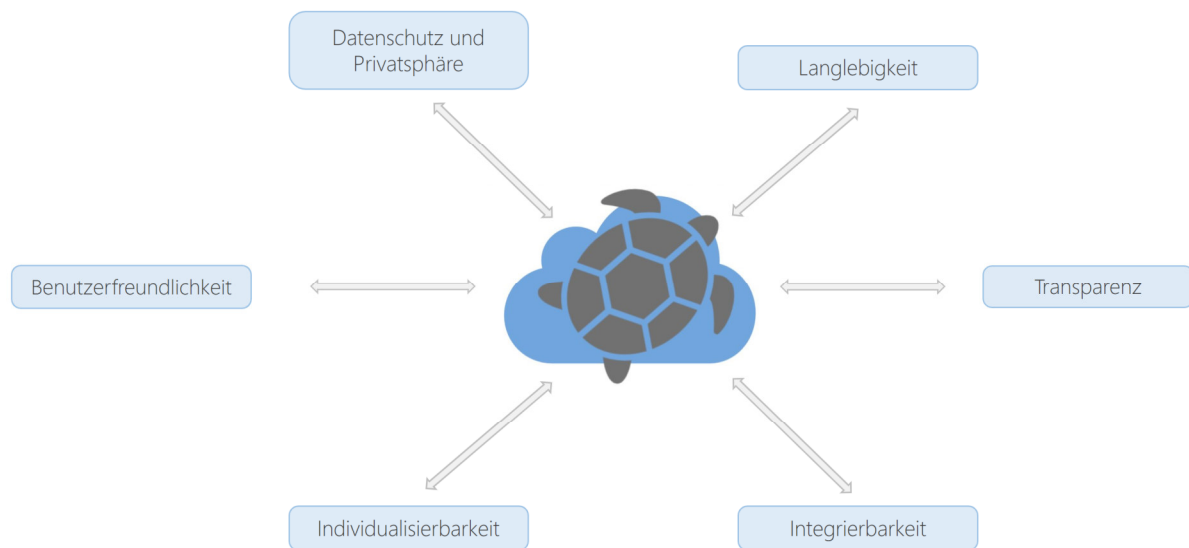 Datenschutz und
Privatsphäre
Langlebigkeit
Benutzerfreundlichkeit
Transparenz
Individualisierbarkeit
Integrierbarkeit